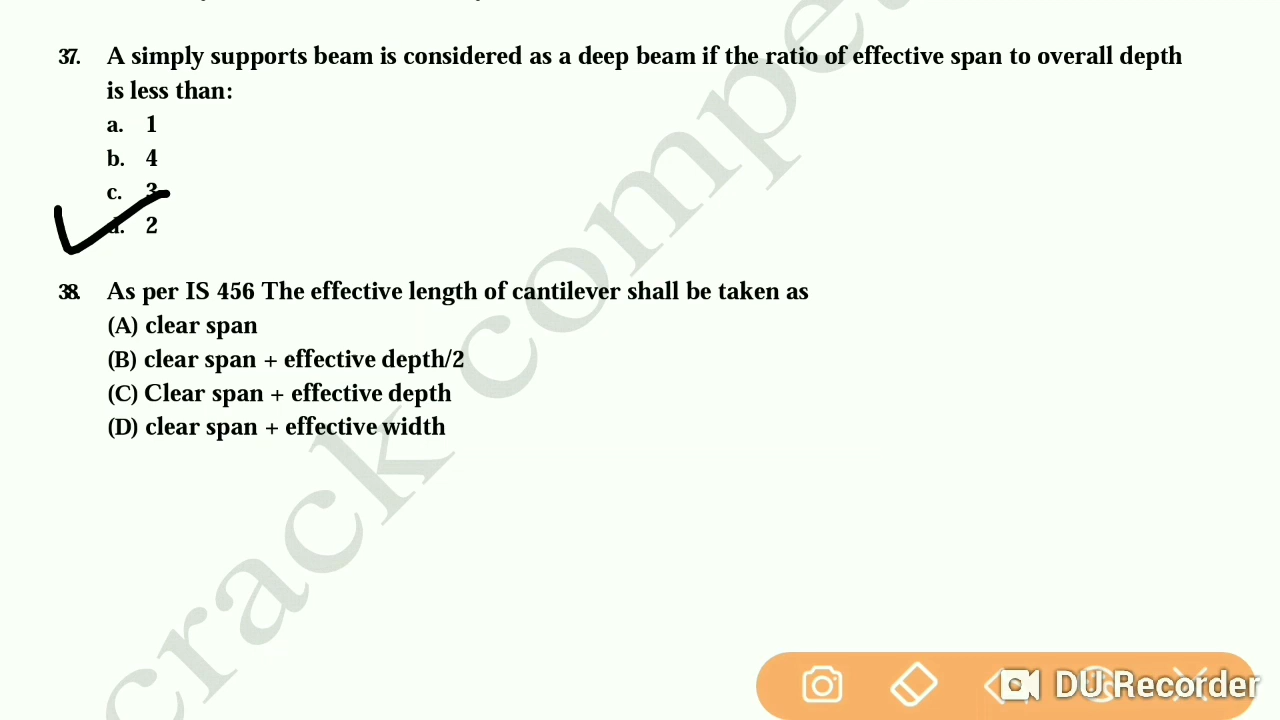 37. A simply supports beam is considered as a deep beam if the ratio of effective span to overall depth
is less than:
a. 1
b. 4
c. 3
d. 2
38. As per IS 456 The effective length of cantilever shall be taken as
(A) clear span
(B) clear span + effective depth/2
(C) Clear span + effective depth
(D) clear span + effective width
crack compe
DU Recorder